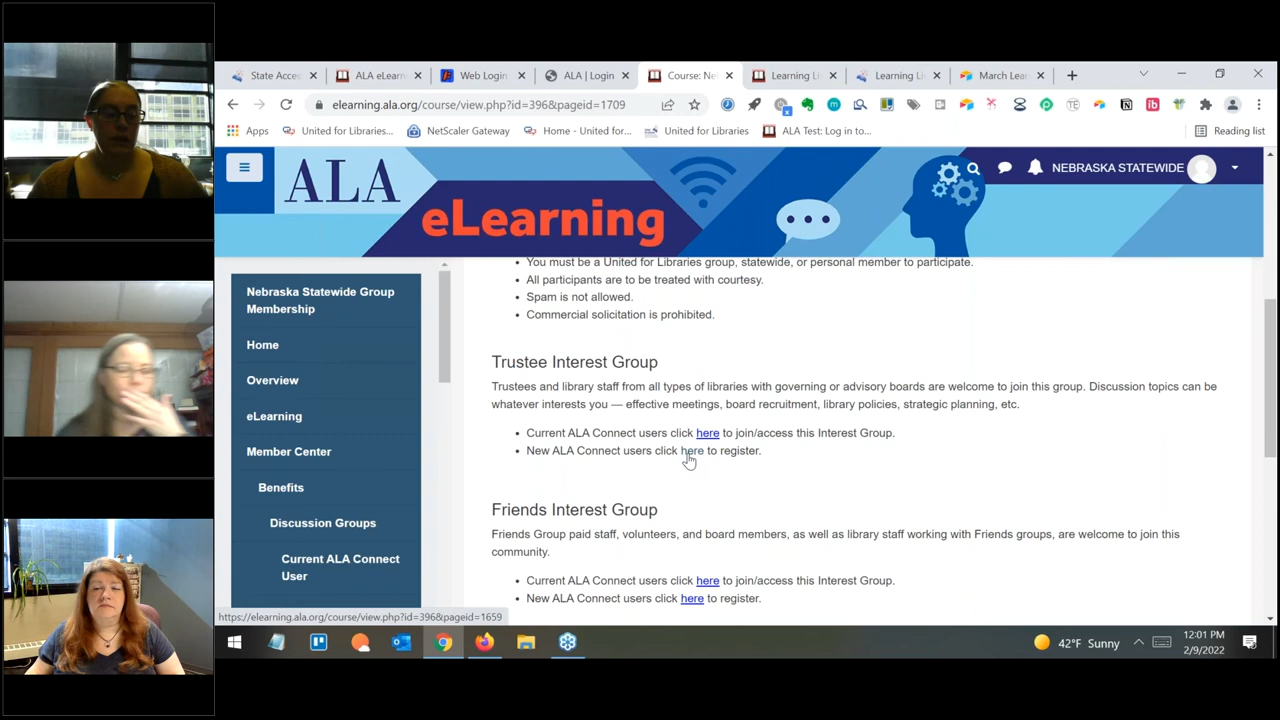 State Acces
ALA eLearn
Web Login
ALA | Login
Course: Ne
Learning Li
Learning Li
March Lear
elearning.ala.org/course/view.php?id=396&pageid=1709
Apps
United for Libraries...
NetScaler Gateway
Home - United for...
United for Libraries
ALA Test: Log in to...
Reading list
ALA
eLearning
NEBRASKA STATEWIDE
Nebraska Statewide Group
Membership
Home
Overview
eLearning
Member Center
Benefits
Discussion Groups
Current ALA Connect
User
You must be a United for Libraries group, statewide, or personal member to participate.
All participants are to be treated with courtesy.
Spam is not allowed.
Commercial solicitation is prohibited.
Trustee Interest Group
Trustees and library staff from all types of libraries with governing or advisory boards are welcome to join this group. Discussion topics can be
whatever interests you — effective meetings, board recruitment, library policies, strategic planning, etc.
Current ALA Connect users click here to join/access this Interest Group.
New ALA Connect users click here to register.
Friends Interest Group
Friends Group paid staff, volunteers, and board members, as well as library staff working with Friends groups, are welcome to join this
community.
Current ALA Connect users click here to join/access this Interest Group.
New ALA Connect users click here to register.
https://elearning.ala.org/course/view.php?id=396&pageid=1659
42°F Sunny
12:01 PM
2/9/2022